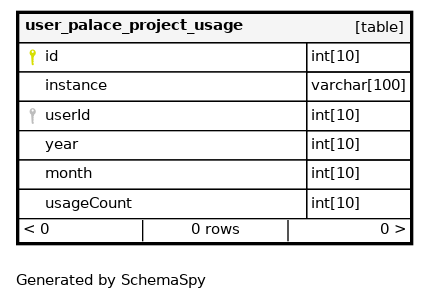 user_palace_project_usage [table]
id int[10]
instance varchar[100]
userId int[10]
year int[10]
month int[10]
usageCount int[10]
< 0 0 rows 0 >
Generated by SchemaSpy